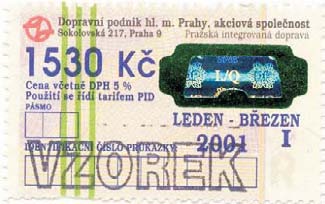 Dopravní podnik hl. m. Prahy, akciová společnost
Sokolovská 217, Praha 9 Pražská integrovaná doprava
1530 Kč
Cena včetně DPH 5 %
Použití se řídí tarifem PID
PÁSMO
L/Q
LEDEN - BŘEZEN
2001 I
IDENTIFIKAČNÍ ČÍSLO PRŮKAZKY:
VZOREK